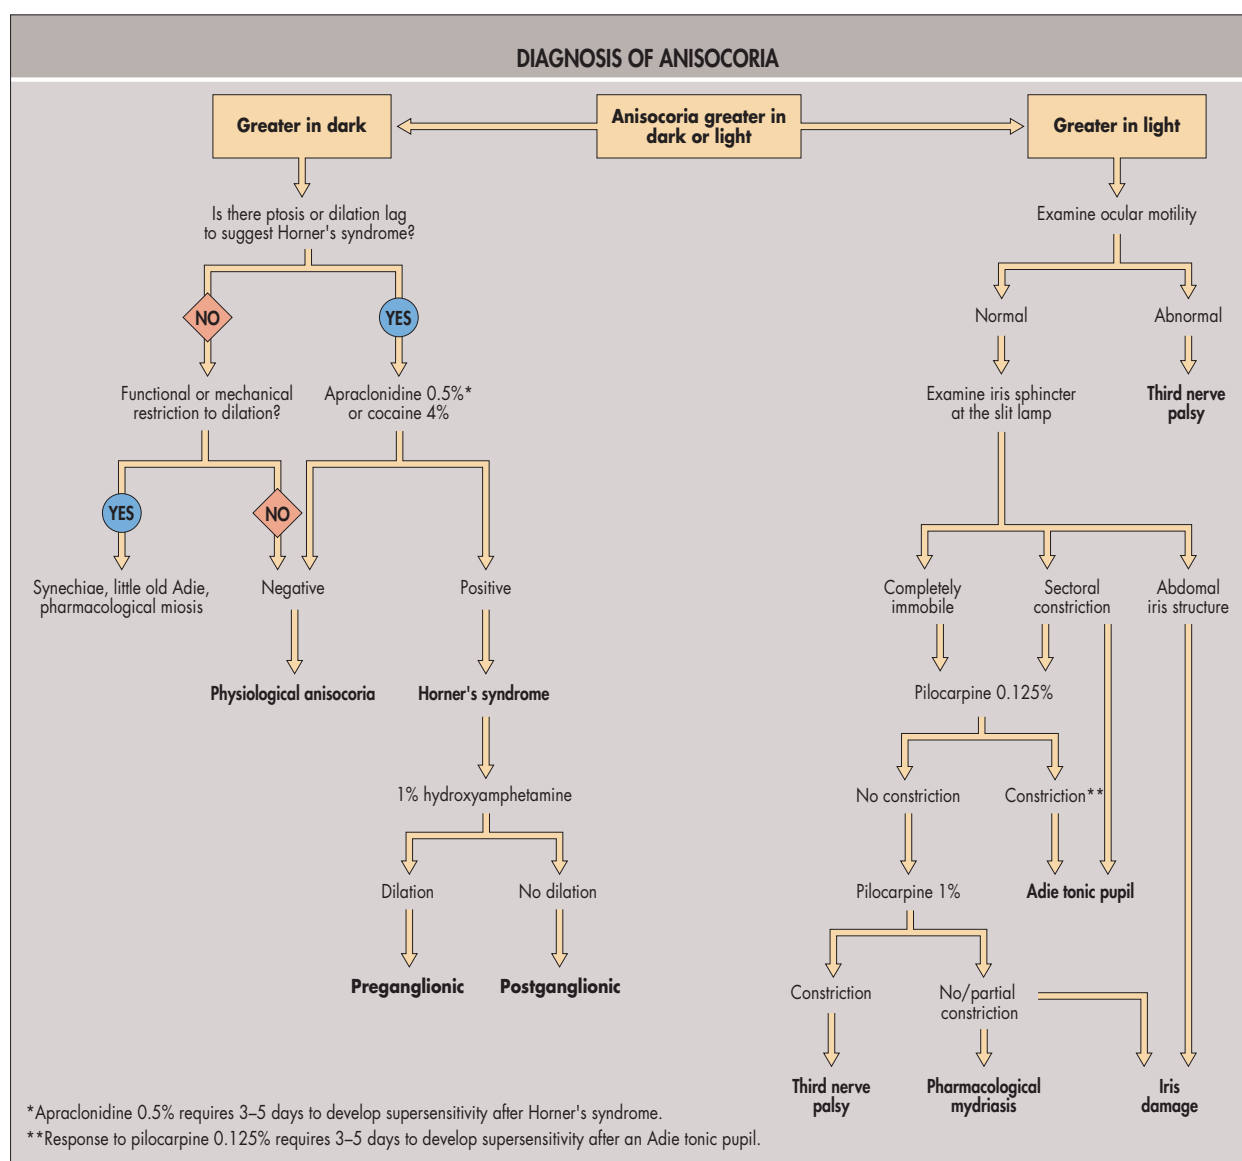 DIAGNOSIS OF ANISOCORIA
Greater in dark
Anisocoria greater in
dark or light
Greater in light
Is there ptosis or dilation lag
to suggest Horner's syndrome?
Examine ocular motility
NO
YES
Normal
Abnormal
Functional or mechanical
restriction to dilation?
Apraclonidine 0.5%*
or cocaine 4%
Examine iris sphincter
at the slit lamp
Third nerve
palsy
YES
NO
Synechiae, little old Adie,
pharmacological miosis
Negative
Positive
Completely
immobile
Sectoral
constriction
Abdomal
iris structure
Physiological anisocoria
Horner's syndrome
Pilocarpine 0.125%
1% hydroxyamphetamine
No constriction
Constriction**
Dilation
No dilation
Pilocarpine 1%
Adie tonic pupil
Preganglionic
Postganglionic
Constriction
No/partial
constriction
Third nerve
palsy
Pharmacological
mydriasis
Iris
damage
*Apraclonidine 0.5% requires 3–5 days to develop supersensitivity after Horner's syndrome.
**Response to pilocarpine 0.125% requires 3–5 days to develop supersensitivity after an Adie tonic pupil.